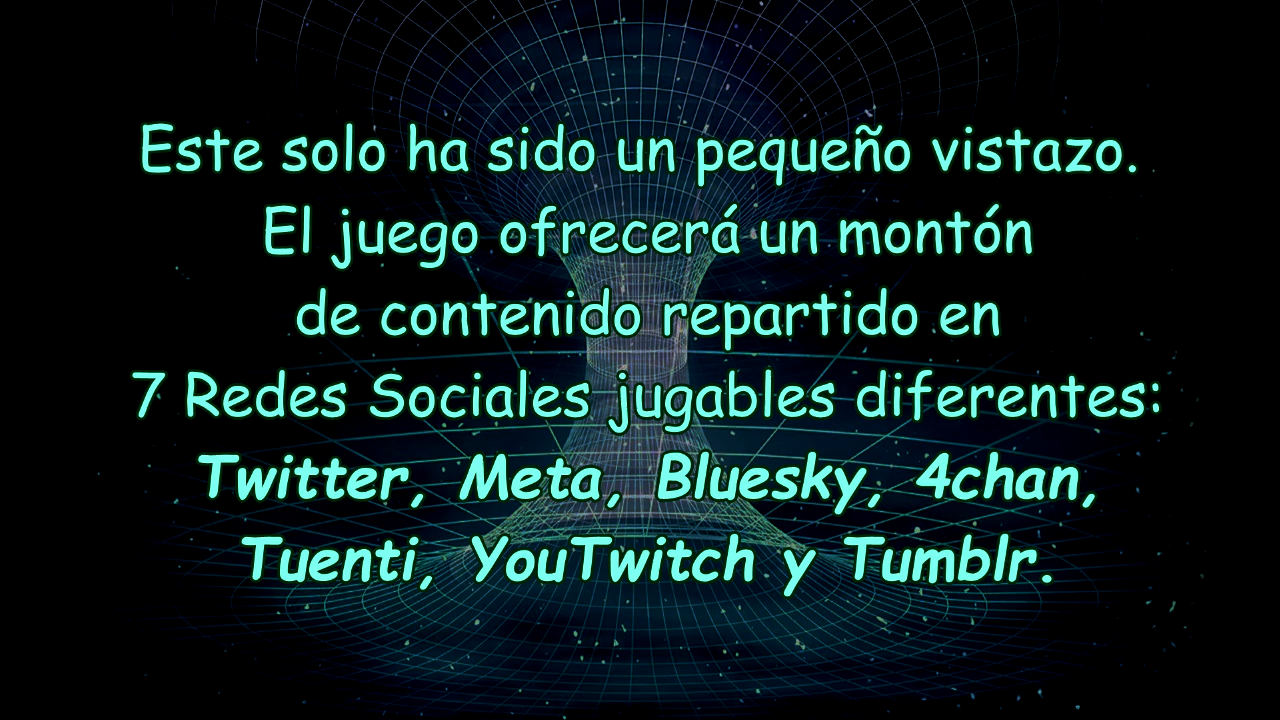 Este solo ha sido un pequeño vistazo.
El juego ofrecerá un montón
de contenido repartido en
7 Redes Sociales jugables diferentes:
Twitter, Meta, Bluesky, 4chan,
Tuenti, YouTwitch y Tumblr.